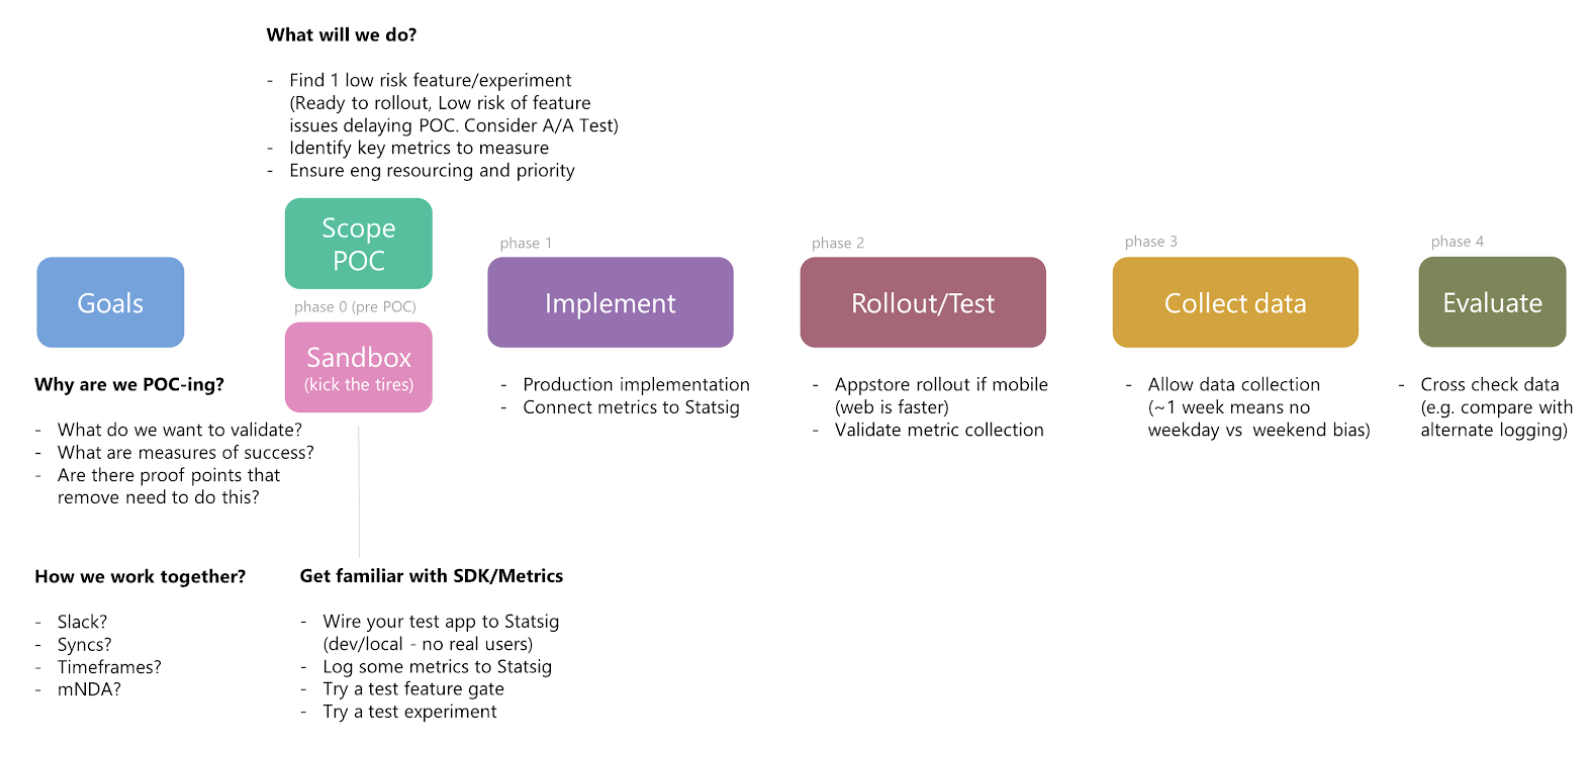 What will we do?
- Find 1 low risk feature/experiment
(Ready to rollout, Low risk of feature
issues delaying POC. Consider A/A Test)
- Identify key metrics to measure
- Ensure eng resourcing and priority
Goals
Why are we POC-ing?
- What do we want to validate?
- What are measures of success?
- Are there proof points that
remove need to do this?
How we work together?
- Slack?
- Syncs?
- Timeframes?
- mNDA?
Scope
POC
phase 0 (pre POC)
Sandbox
(kick the tires)
Get familiar with SDK/Metrics
- Wire your test app to Statsig
(dev/local - no real users)
- Log some metrics to Statsig
- Try a test feature gate
- Try a test experiment
phase 1
Implement
- Production implementation
- Connect metrics to Statsig
phase 2
Rollout/Test
- Appstore rollout if mobile
(web is faster)
- Validate metric collection
phase 3
Collect data
- Allow data collection
(~1 week means no
weekday vs weekend bias)
phase 4
Evaluate
- Cross check data
(e.g. compare with
alternate logging)